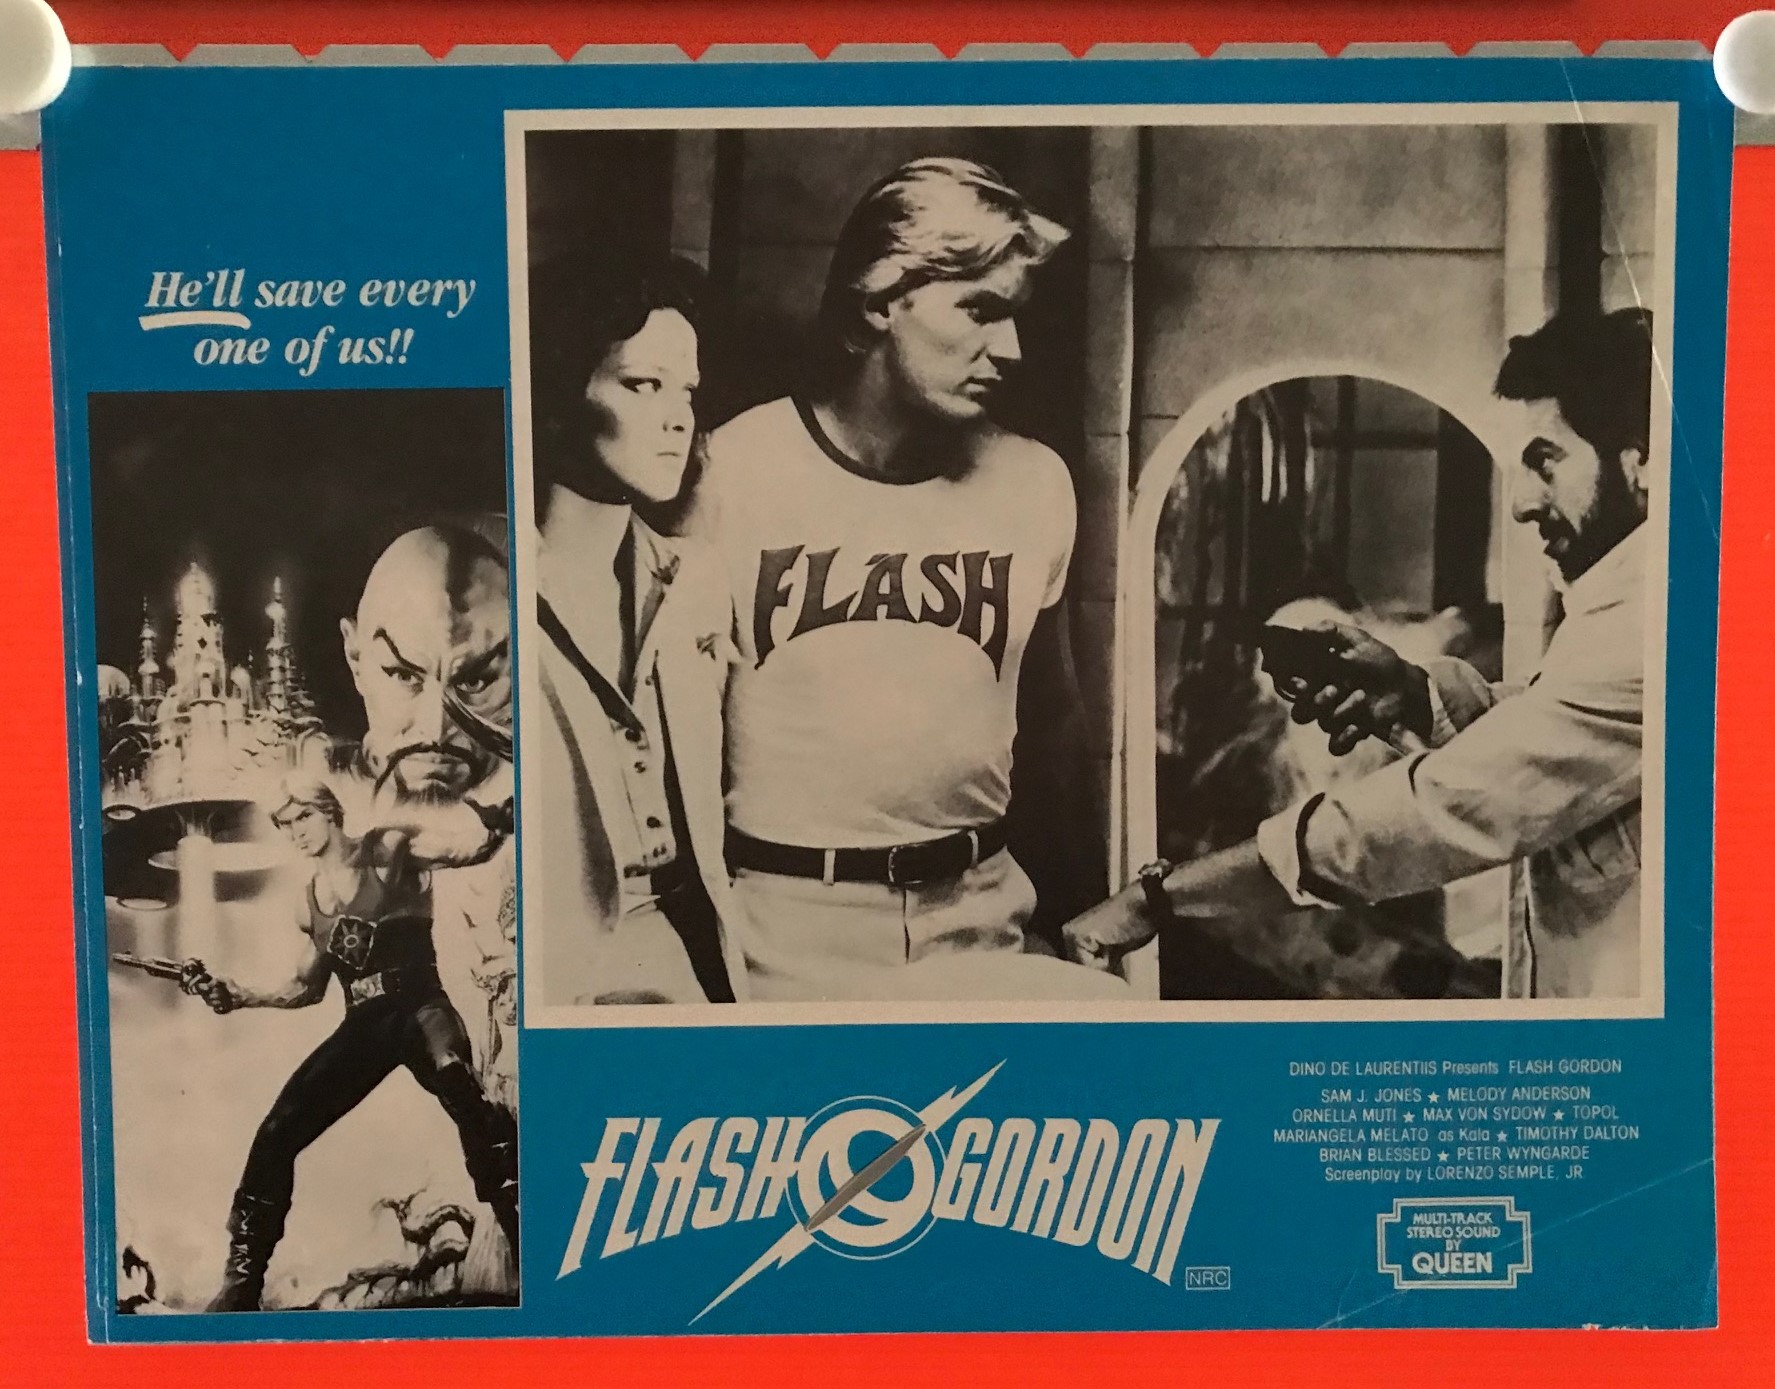 He'll save every
one of us!!
FLASH
FLASH GORDON
NRC
DINO DE LAURENTIIS Presents FLASH GORDON
SAM J. JONES ★ MELODY ANDERSON
ORNELLA MUTI ★ MAX VON SYDOW ★ TOPOL
MARIANGELA MELATO as Kala ★ TIMOTHY DALTON
BRIAN BLESSED ★ PETER WYNGARDE
Screenplay by LORENZO SEMPLE, JR
MULTI-TRACK
STEREO SOUND
BY
QUEEN